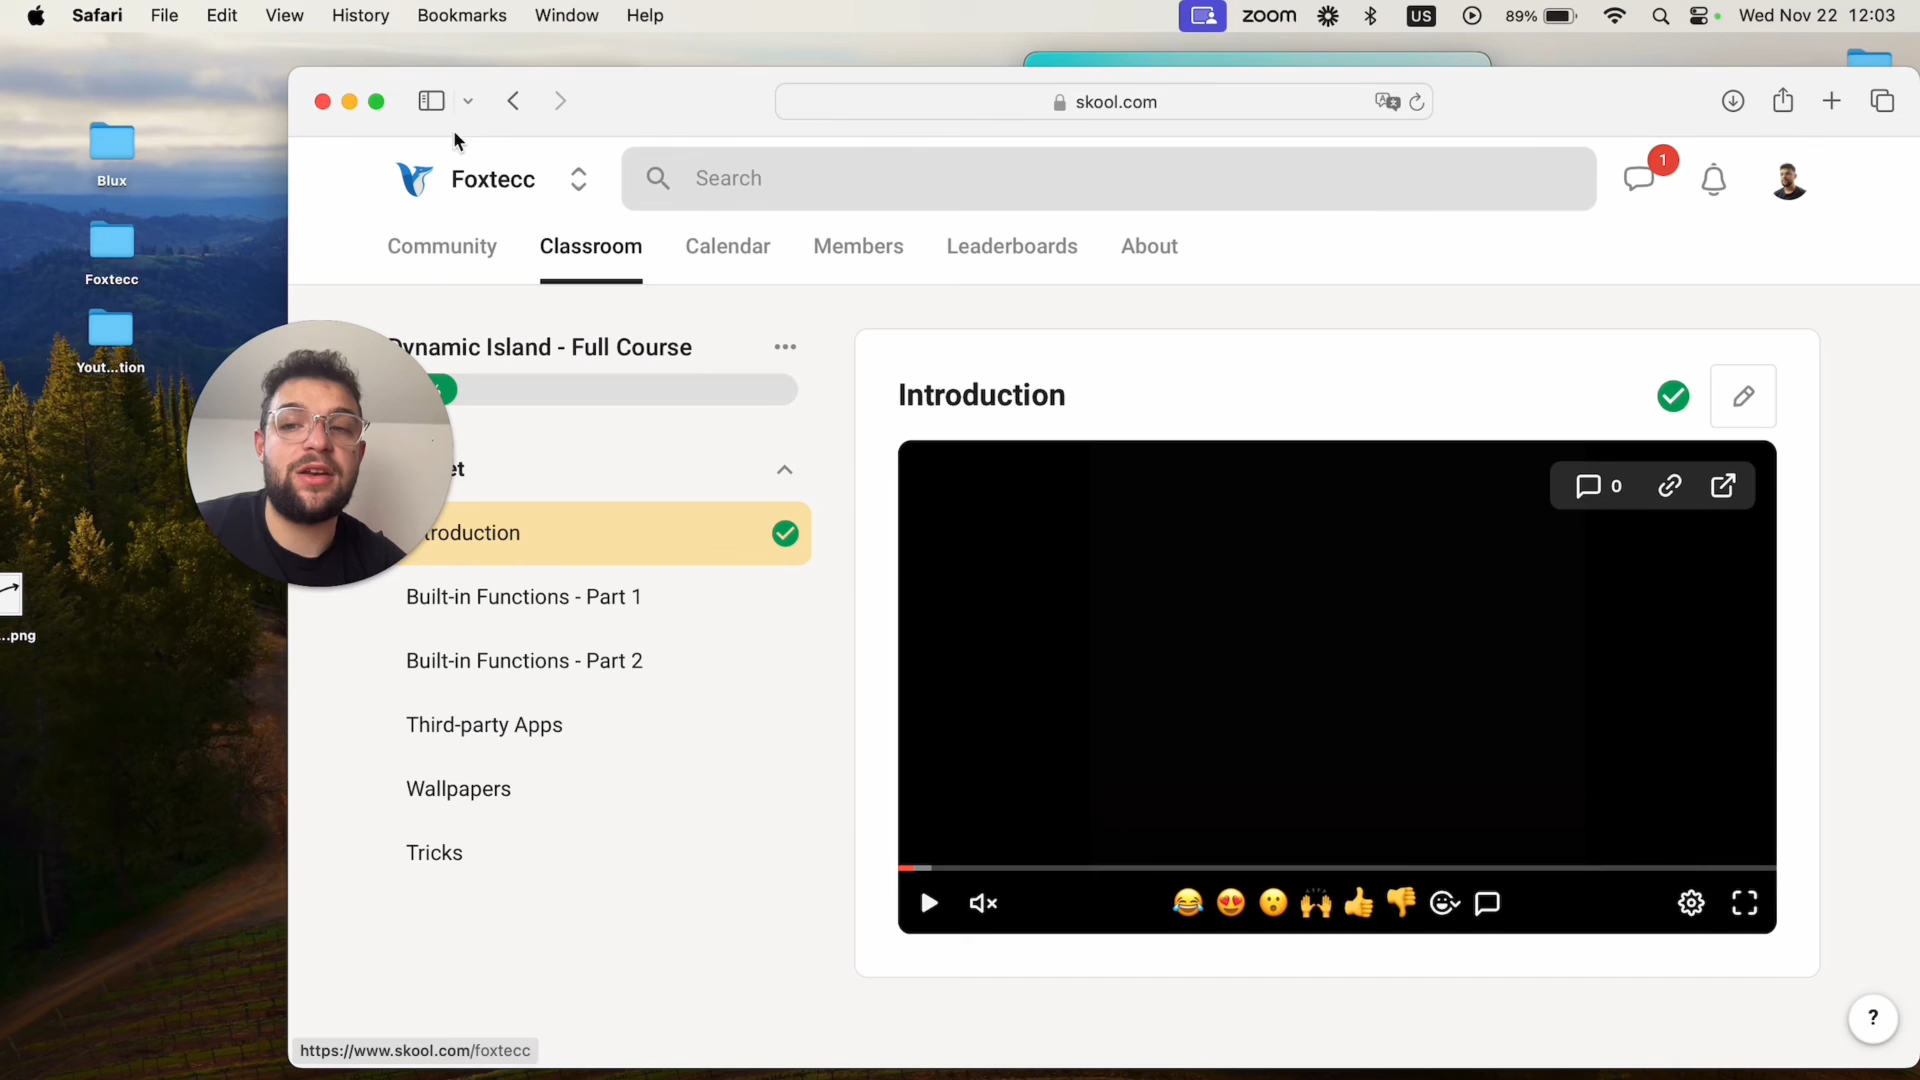 Safari File Edit View History Bookmarks Window Help
zoom US 89% Wed Nov 22 12:03
skool.com
Blux
Foxtecc
Yout...tion
...png
Foxtecc
Search
1
Community Classroom Calendar Members Leaderboards About
Dynamic Island - Full Course
Introduction
Built-in Functions - Part 1
Built-in Functions - Part 2
Third-party Apps
Wallpapers
Tricks
Introduction
0
?
https://www.skool.com/foxtecc